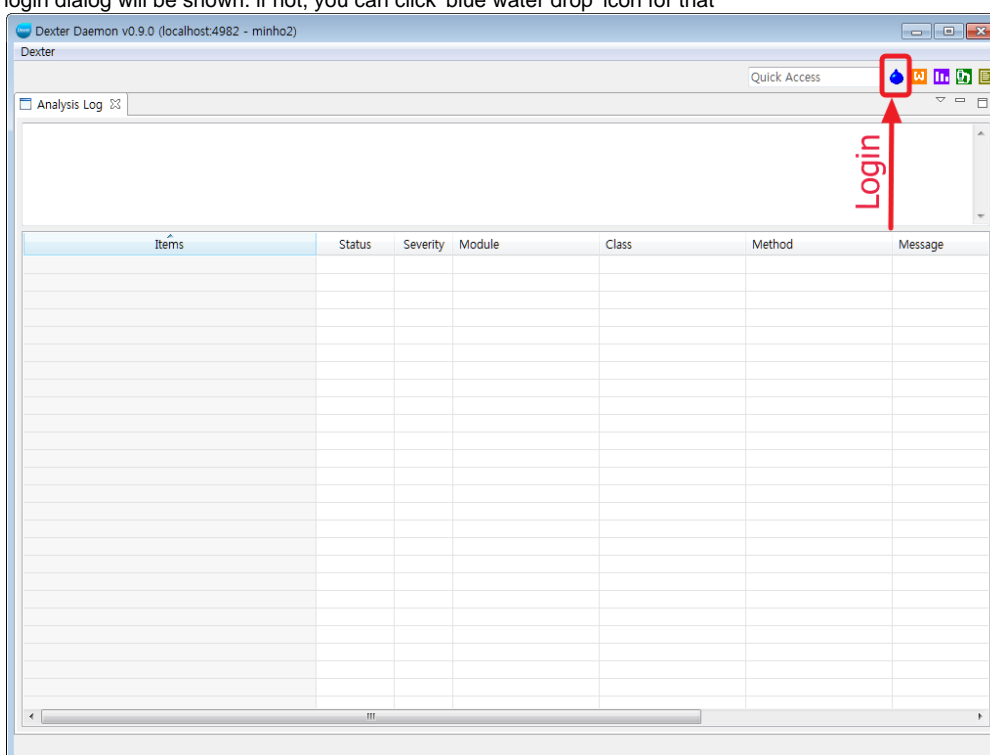 login dialog will be shown. If not, you can click 'blue water drop' icon for that
Dexter Daemon v0.9.0 (localhost:4982 - minho2)
Dexter
Quick Access
Analysis Log
Login
Items Status Severity Module Class Method Message